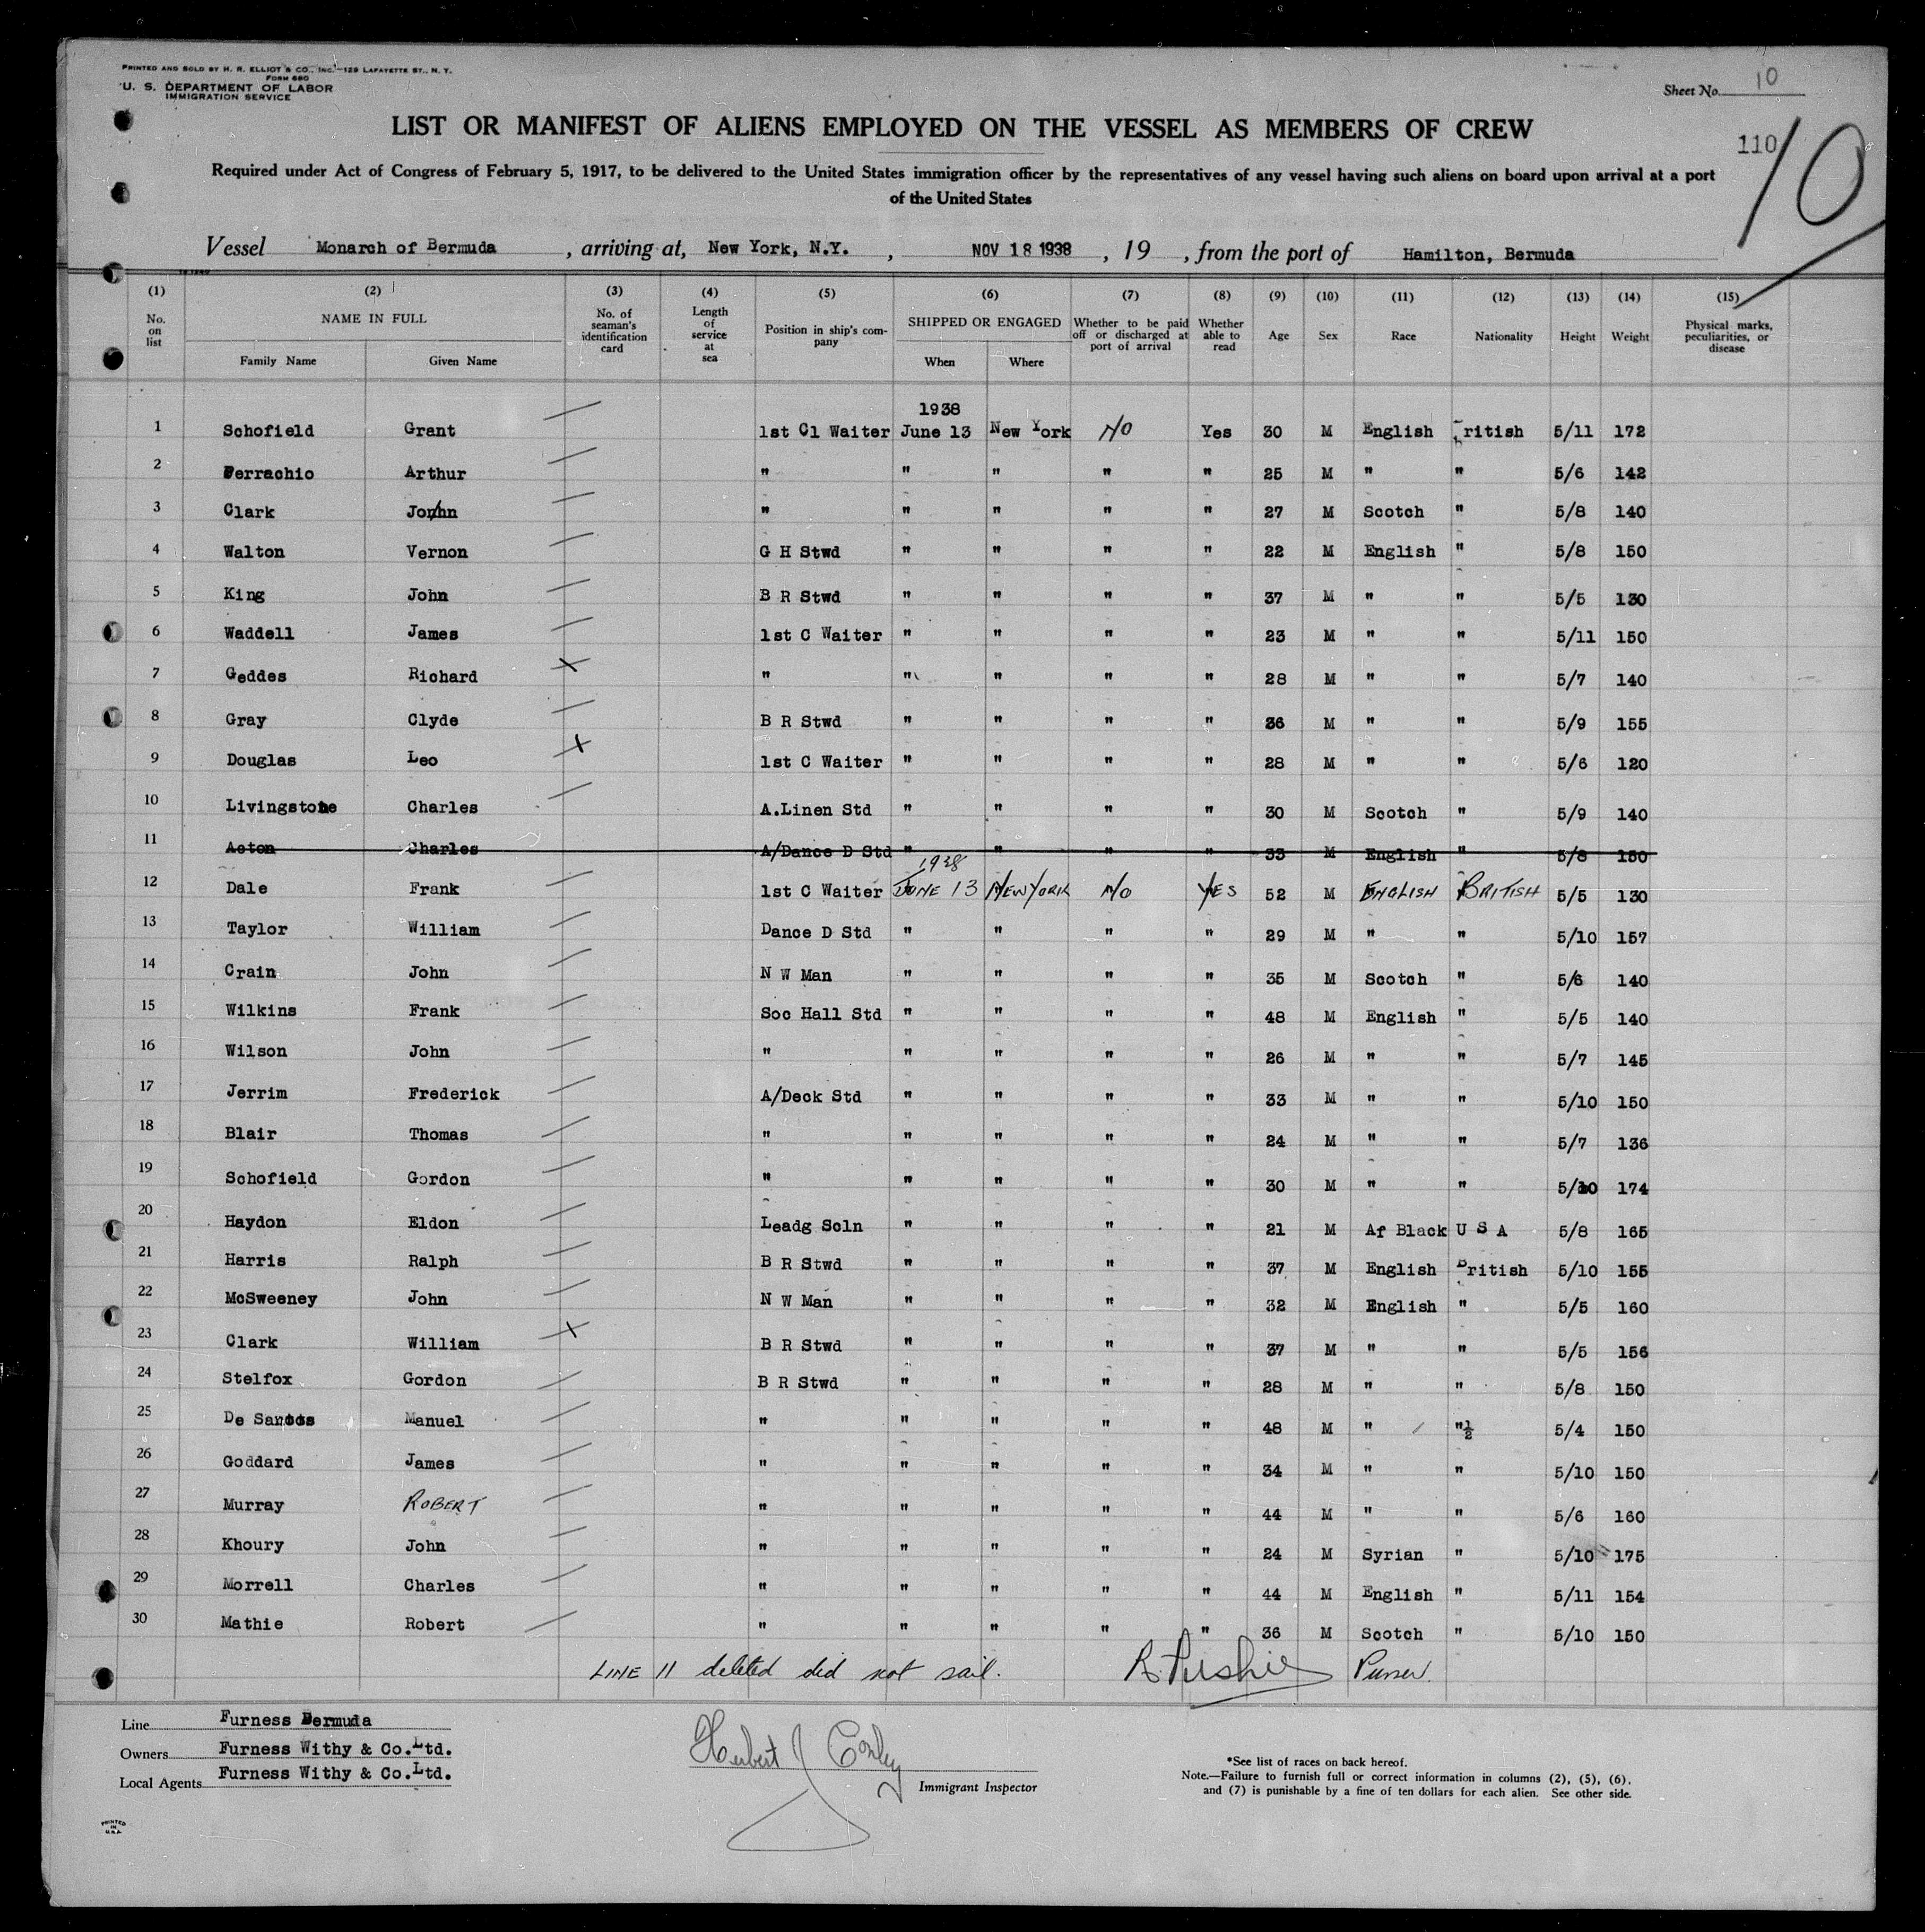 PRINTED AND SOLD BY H. R. ELLIOT & CO., INC.—129 LAFAYETTE ST., N. Y.
FORM 680
U. S. DEPARTMENT OF LABOR
IMMIGRATION SERVICE
Sheet No. 10
LIST OR MANIFEST OF ALIENS EMPLOYED ON THE VESSEL AS MEMBERS OF CREW
110
10
Required under Act of Congress of February 5, 1917, to be delivered to the United States immigration officer by the representatives of any vessel having such aliens on board upon arrival at a port
of the United States
Vessel Monarch of Bermuda, arriving at, New York, N.Y., NOV 18 1938, 19 , from the port of Hamilton, Bermuda
(1) (2) (3) (4) (5) (6) (7) (8) (9) (10) (11) (12) (13) (14) (15)
No. on list NAME IN FULL No. of seaman's identification card Length of service at sea Position in ship's company SHIPPED OR ENGAGED Whether to be paid off or discharged at port of arrival Whether able to read Age Sex Race Nationality Height Weight Physical marks, peculiarities, or disease
Family Name Given Name When Where
1938
1 Schofield Grant 1st Cl Waiter June 13 New York NO Yes 30 M English British 5/11 172
2 Perrachio Arthur " " " " " 25 M " " 5/6 142
3 Clark John " " " " " 27 M Scotch " 5/8 140
4 Walton Vernon G H Stwd " " " " 22 M English " 5/8 150
5 King John B R Stwd " " " " 37 M " " 5/5 130
6 Waddell James 1st C Waiter " " " " 23 M " " 5/11 150
7 Geddes Richard " " " " " 28 M " " 5/7 140
8 Gray Clyde B R Stwd " " " " 36 M " " 5/9 155
9 Douglas Leo 1st C Waiter " " " " 28 M " " 5/6 120
10 Livingstone Charles A.Linen Std " " " " 30 M Scotch " 5/9 140
11 Acton Charles A/Dance D Std " " " " 33 M English " 5/8 150
1938
12 Dale Frank 1st C Waiter JUNE 13 NEW YORK NO YES 52 M ENGLISH BRITISH 5/5 130
13 Taylor William Dance D Std " " " " 29 M " " 5/10 157
14 Crain John N W Man " " " " 35 M Scotch " 5/6 140
15 Wilkins Frank Soc Hall Std " " " " 48 M English " 5/5 140
16 Wilson John " " " " " 26 M " " 5/7 145
17 Jerrim Frederick A/Deck Std " " " " 33 M " " 5/10 150
18 Blair Thomas " " " " " 24 M " " 5/7 136
19 Schofield Gordon " " " " " 30 M " " 5/10 174
20 Haydon Eldon Leadg Scln " " " " 21 M Af Black U S A 5/8 165
21 Harris Ralph B R Stwd " " " " 37 M English British 5/10 155
22 McSweeney John N W Man " " " " 32 M English " 5/5 160
23 Clark William B R Stwd " " " " 37 M " " 5/5 156
24 Stelfox Gordon B R Stwd " " " " 28 M " " 5/8 150
25 De Santos Manuel " " " " " 48 M " "½ 5/4 150
26 Goddard James " " " " " 34 M " " 5/10 150
27 Murray ROBERT " " " " " 44 M " " 5/6 160
28 Khoury John " " " " " 24 M Syrian " 5/10 175
29 Morrell Charles " " " " " 44 M English " 5/11 154
30 Mathie Robert " " " " " 36 M Scotch " 5/10 150
LINE 11 deleted did not sail. Purser.
Line Furness Bermuda
Owners Furness Withy & Co. Ltd.
Local Agents Furness Withy & Co. Ltd.
Herbert J Conley
Immigrant Inspector
*See list of races on back hereof.
Note.—Failure to furnish full or correct information in columns (2), (5), (6),
and (7) is punishable by a fine of ten dollars for each alien. See other side.
PRINTED
IN
U.S.A.